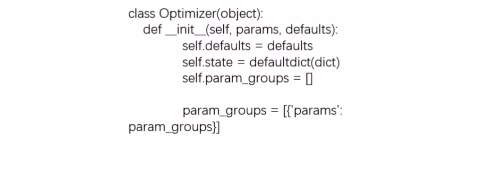 class Optimizer(object):
def __init__(self, params, defaults):
self.defaults = defaults
self.state = defaultdict(dict)
self.param_groups = []
param_groups = [{'params':
param_groups}]